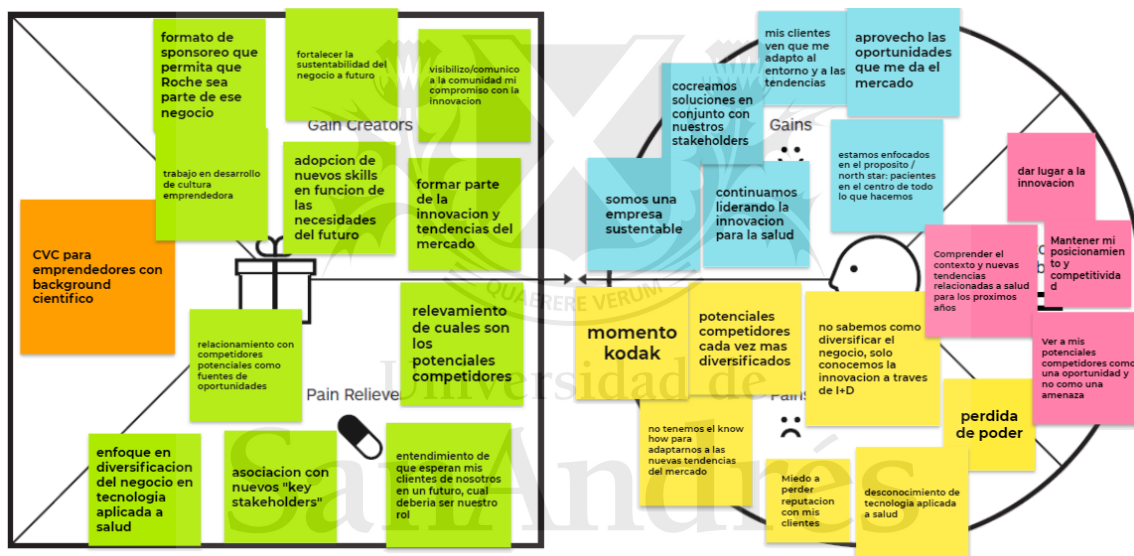 formato de
sponsoreo que
permita que
Roche sea
parte de ese
negocio
fortalecer la
sustentabilidad del
negocio a futuro
visibilizo/comunico
a la comunidad mi
compromiso con la
innovacion
Gain Creators
trabajo en desarrollo
de cultura
emprendedora
adopcion de
nuevos skills
en funcion de
las
necesidades
del futuro
formar parte
de la
innovacion y
tendencias del
mercado
CVC para
emprendedores con
background
cientifico
relacionamiento con
competidores
potenciales como
fuentes de
oportunidades
relevamiento
de cuales son
los
potenciales
competidores
Pain Relieve
enfoque en
diversificacion
del negocio en
tecnologia
aplicada a
salud
asociacion con
nuevos "key
stakeholders"
entendimiento de
que esperan mis
clientes de nosotros
en un futuro, cual
deberia ser nuestro
rol
mis clientes
ven que me
adapto al
entorno y a las
tendencias
aprovecho las
oportunidades
que me da el
mercado
cocreamos
soluciones en
conjunto con
nuestros
stakeholders
Gains
estamos enfocados
en el proposito /
north star: pacientes
en el centro de todo
lo que hacemos
somos una
empresa
sustentable
continuamos
liderando la
innovacion
para la salud
dar lugar a la
innovacion
Comprender el
contexto y nuevas
tendencias
relacionadas a salud
para los proximos
años
Mantener mi
posicionamien
to y
competitivida
d
Ver a mis
potenciales
competidores como
una oportunidad y
no como una
amenaza
momento
kodak
potenciales
competidores
cada vez mas
diversificados
no sabemos como
diversificar el
negocio, solo
conocemos la
innovacion a traves
de I+D
Pains
no tenemos el know
how para
adaptarnos a las
nuevas tendencias
del mercado
perdida
de poder
Miedo a
perder
reputacion
con mis
clientes
desconocimiento de
tecnologia aplicada
a salud
QUAERERE VERUM
Universidad de
SanAndrés